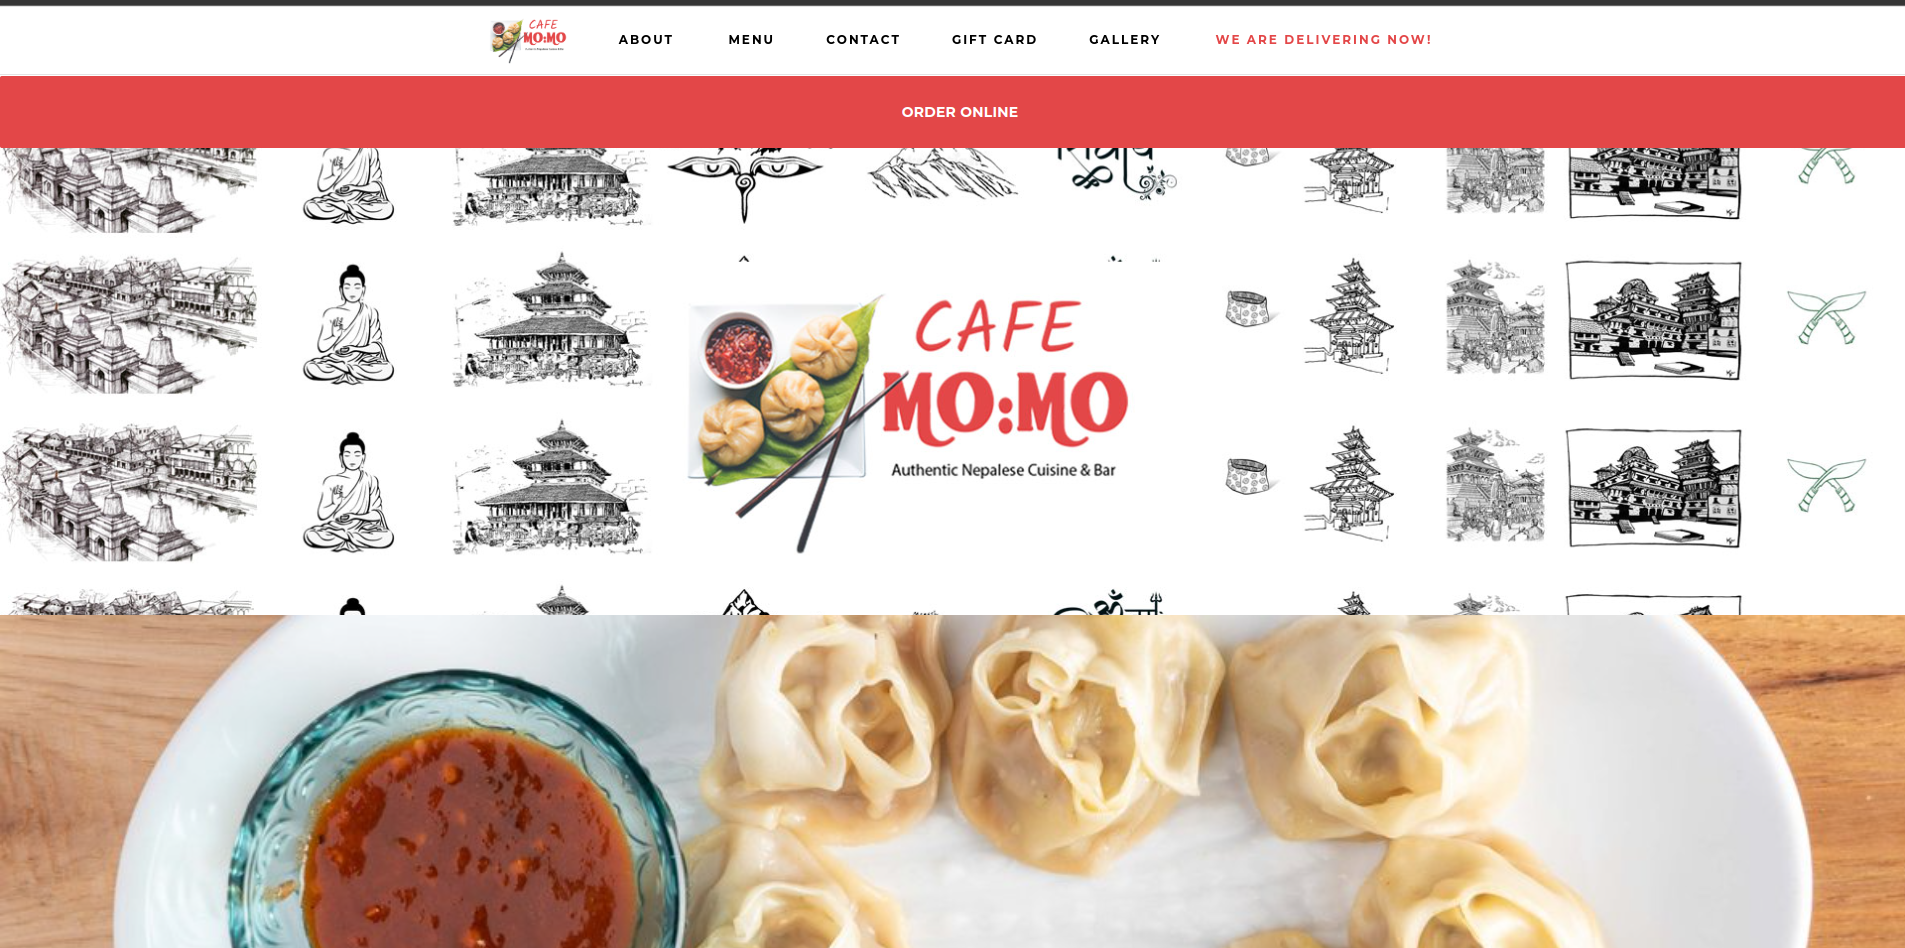 CAFE
MO:MO
ABOUT
MENU
CONTACT
GIFT CARD
GALLERY
WE ARE DELIVERING NOW!
ORDER ONLINE
CAFE
MO:MO
Authentic Nepalese Cuisine & Bar